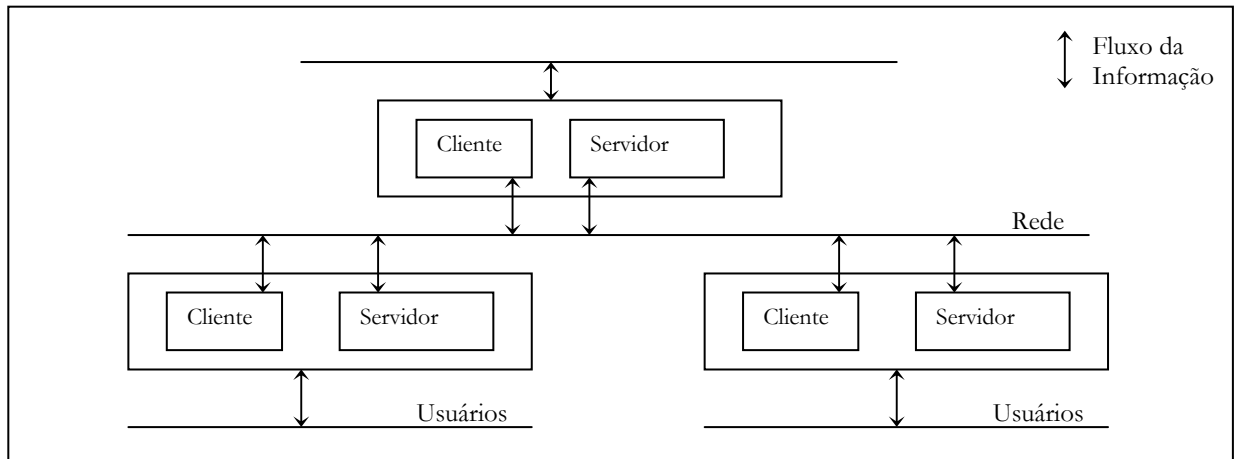 Fluxo da
Informação
Cliente
Servidor
Rede
Cliente
Servidor
Cliente
Servidor
Usuários
Usuários